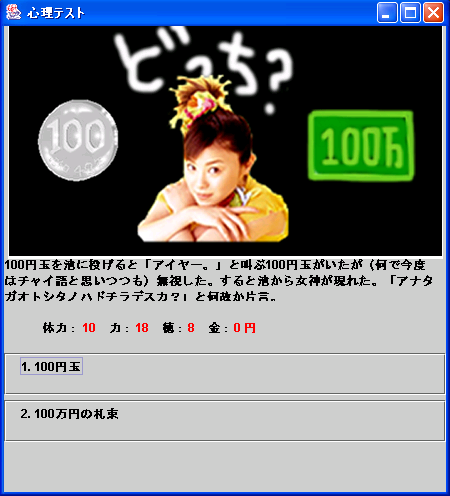 心理テスト
どっち?
100
100万
100円玉を池に投げると「アイヤー。」と叫ぶ100円玉がいたが（何で今度
はチャイ語と思いつつも）無視した。すると池から女神が現れた。「アナタ
ガオトシタノハドチラデスカ？」と何故か片言。
体力： 10 力： 18 徳： 8 金： 0 円
1. 100円玉
2. 100万円の札束